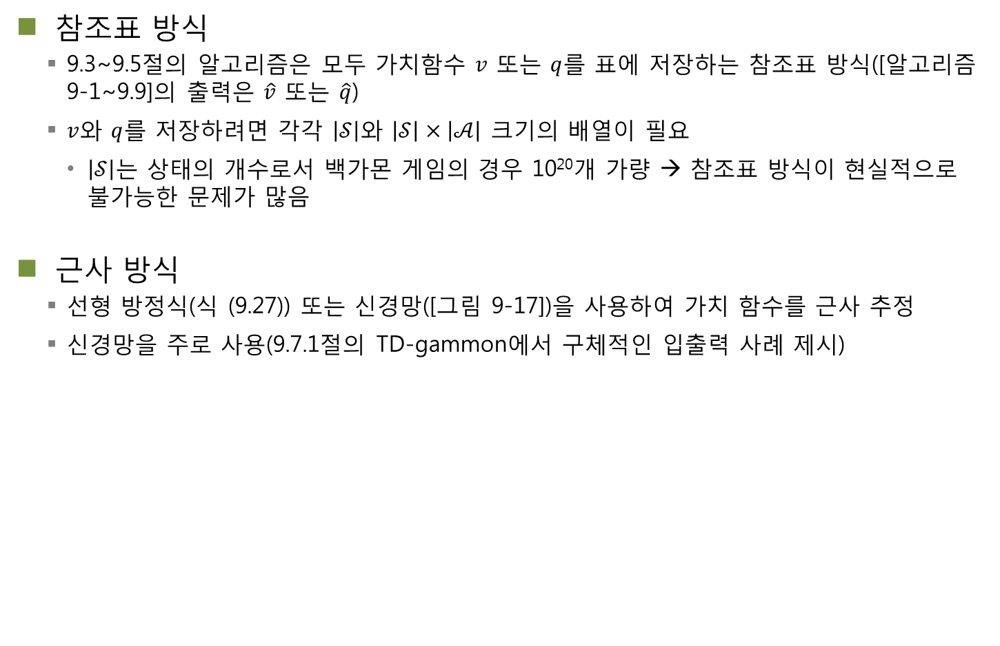 ■ 참조표 방식
▪ 9.3~9.5절의 알고리즘은 모두 가치함수 𝑣 또는 𝑞를 표에 저장하는 참조표 방식([알고리즘
9-1~9.9]의 출력은 𝑣̂ 또는 𝑞̂)
▪ 𝑣와 𝑞를 저장하려면 각각 |𝒮|와 |𝒮| × |𝒜| 크기의 배열이 필요
• |𝒮|는 상태의 개수로서 백가몬 게임의 경우 10²⁰개 가량 → 참조표 방식이 현실적으로
불가능한 문제가 많음
■ 근사 방식
▪ 선형 방정식(식 (9.27)) 또는 신경망([그림 9-17])을 사용하여 가치 함수를 근사 추정
▪ 신경망을 주로 사용(9.7.1절의 TD-gammon에서 구체적인 입출력 사례 제시)